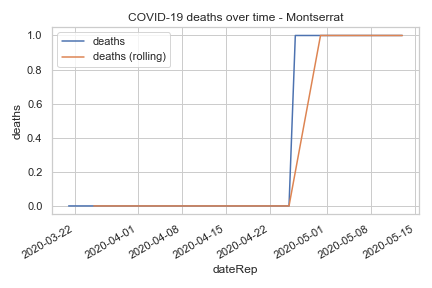 COVID-19 deaths over time - Montserrat
deaths
deaths (rolling)
1.0
0.8
0.6
0.4
0.2
0.0
deaths
2020-03-22
2020-04-01
2020-04-08
2020-04-15
2020-04-22
2020-05-01
2020-05-08
2020-05-15
dateRep